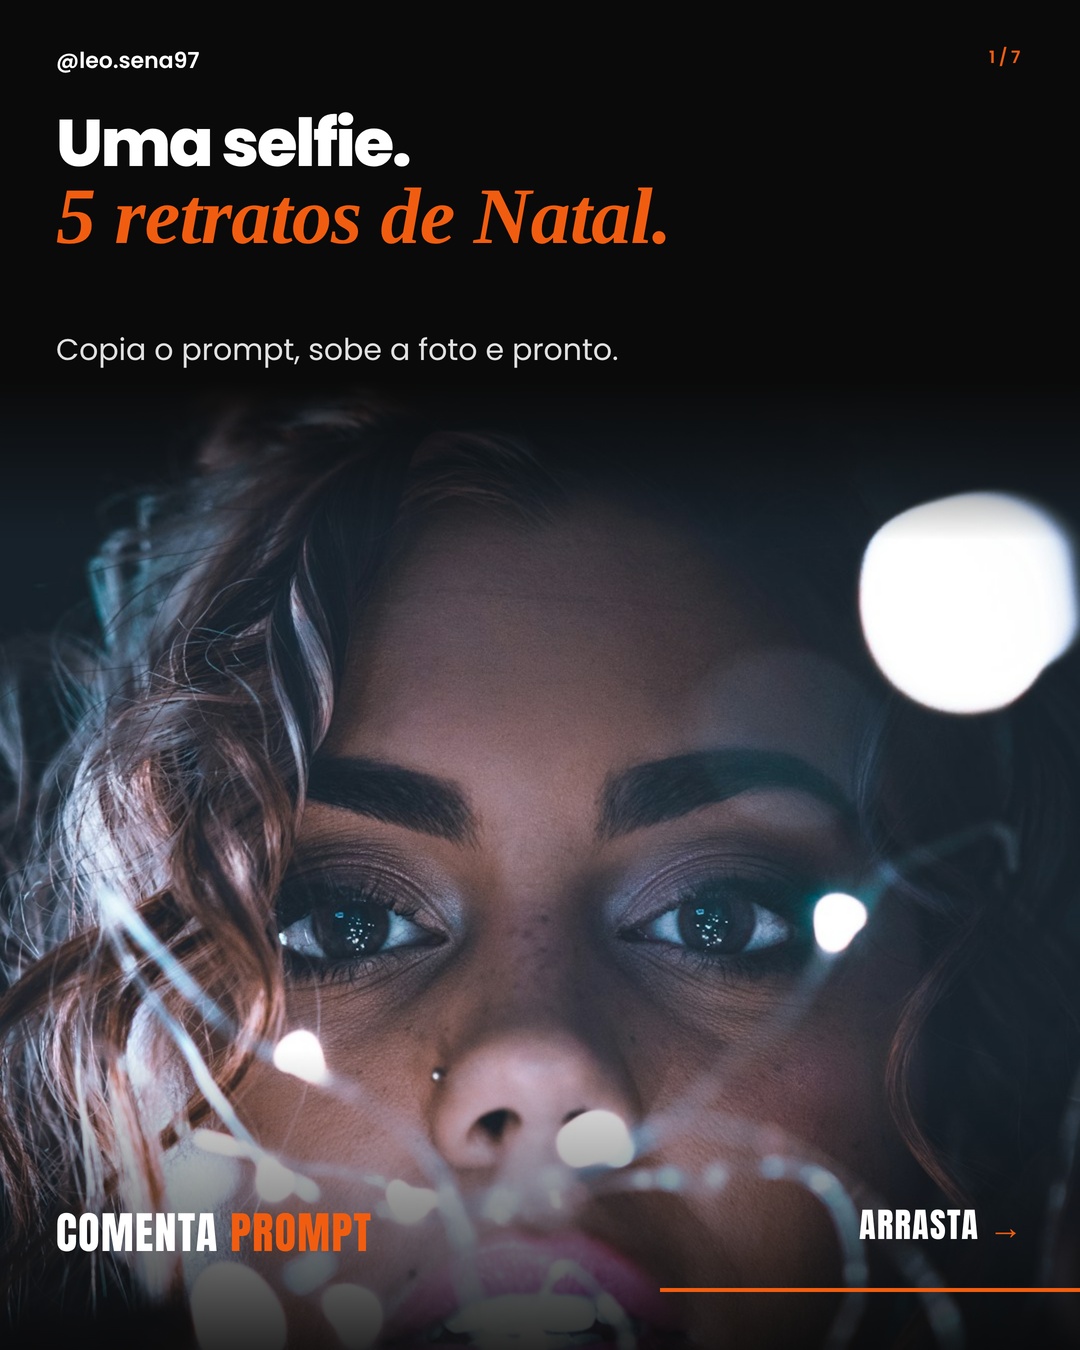 @leo.sena97
1/7
Uma selfie.
5 retratos de Natal.
Copia o prompt, sobe a foto e pronto.
COMENTA PROMPT
ARRASTA →